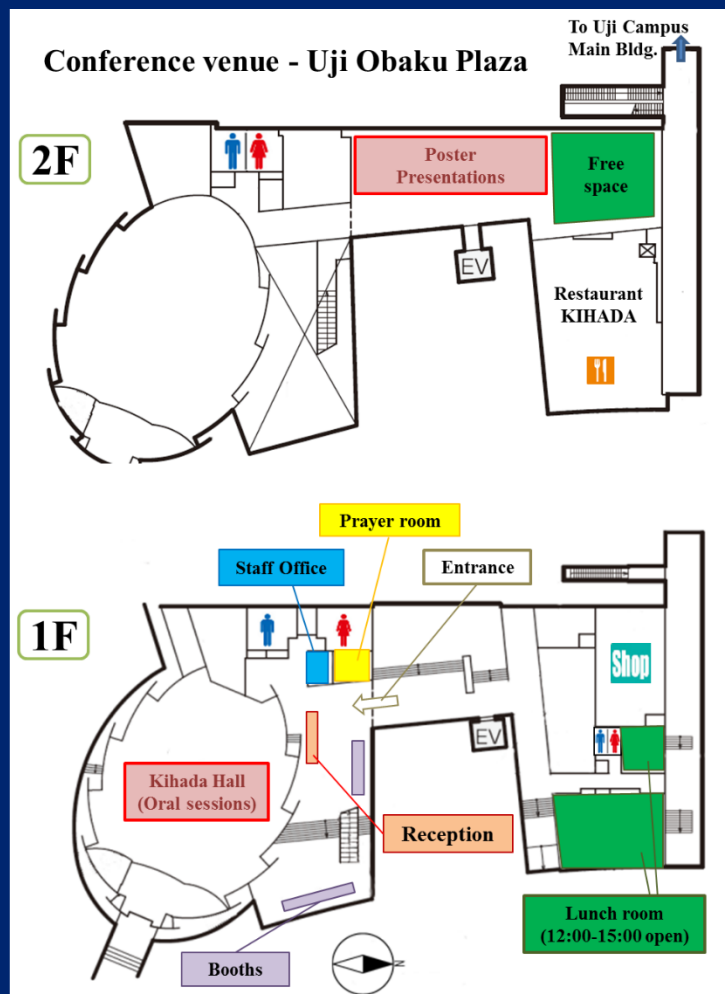 To Uji Campus
Main Bldg.
Conference venue - Uji Obaku Plaza
2F
Poster
Presentations
Free
space
EV
Restaurant
KIHADA
Prayer room
Staff Office
Entrance
1F
Shop
EV
Kihada Hall
(Oral sessions)
Reception
Lunch room
(12:00-15:00 open)
Booths
N